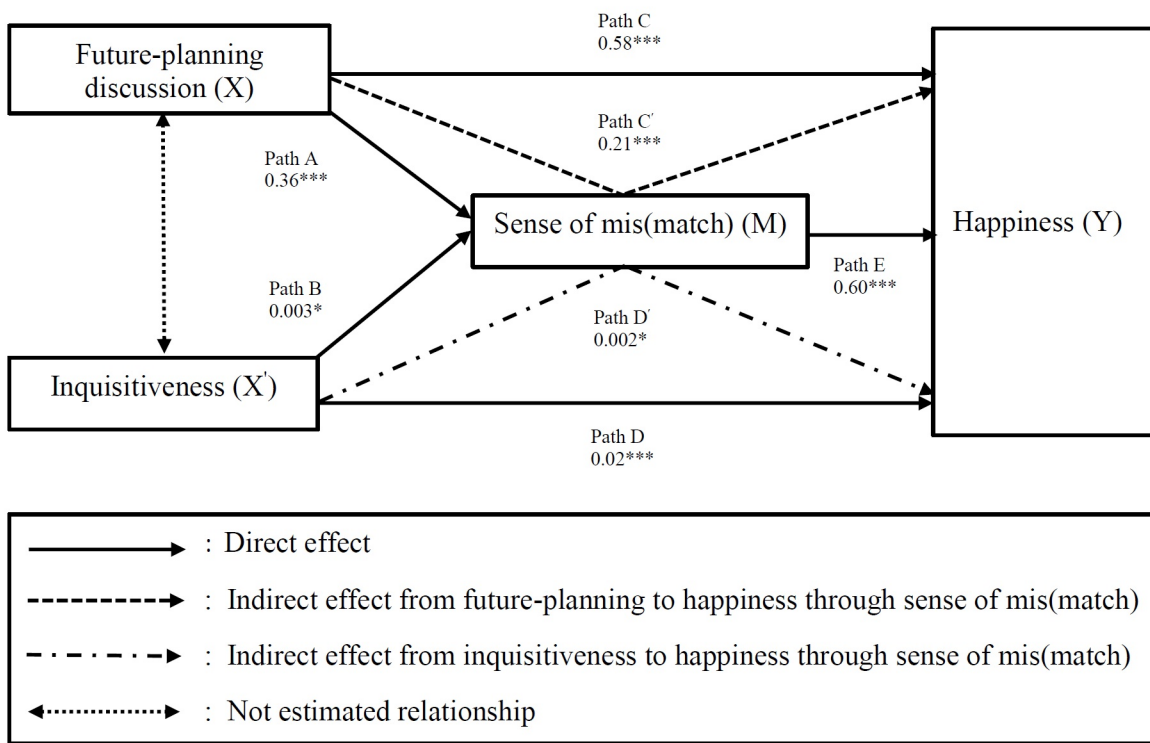 Future-planning
discussion (X)
Path C
0.58***
Path C′
0.21***
Path A
0.36***
Sense of mis(match) (M)
Happiness (Y)
Path E
0.60***
Path B
0.003*
Path D′
0.002*
Inquisitiveness (X')
Path D
0.02***
: Direct effect
: Indirect effect from future-planning to happiness through sense of mis(match)
: Indirect effect from inquisitiveness to happiness through sense of mis(match)
: Not estimated relationship